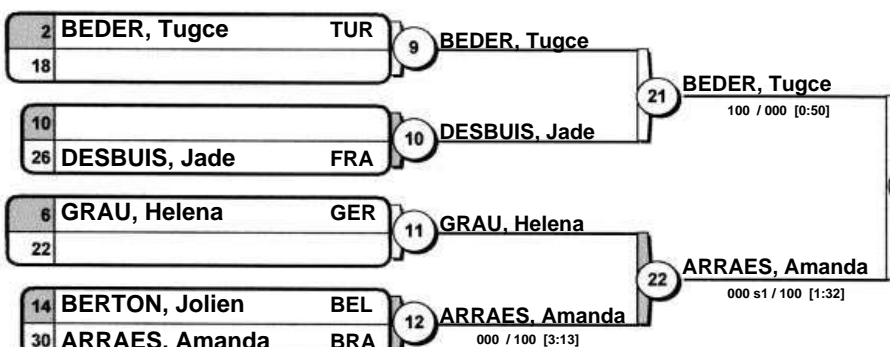 2 BEDER, Tugce TUR
18
9 BEDER, Tugce
10
26 DESBUIS, Jade FRA
10 DESBUIS, Jade
21 BEDER, Tugce
100 / 000 [0:50]
6 GRAU, Helena GER
22
11 GRAU, Helena
14 BERTON, Jolien BEL
30 ARRAES, Amanda BRA
12 ARRAES, Amanda
000 / 100 [3:13]
22 ARRAES, Amanda
000 s1 / 100 [1:32]